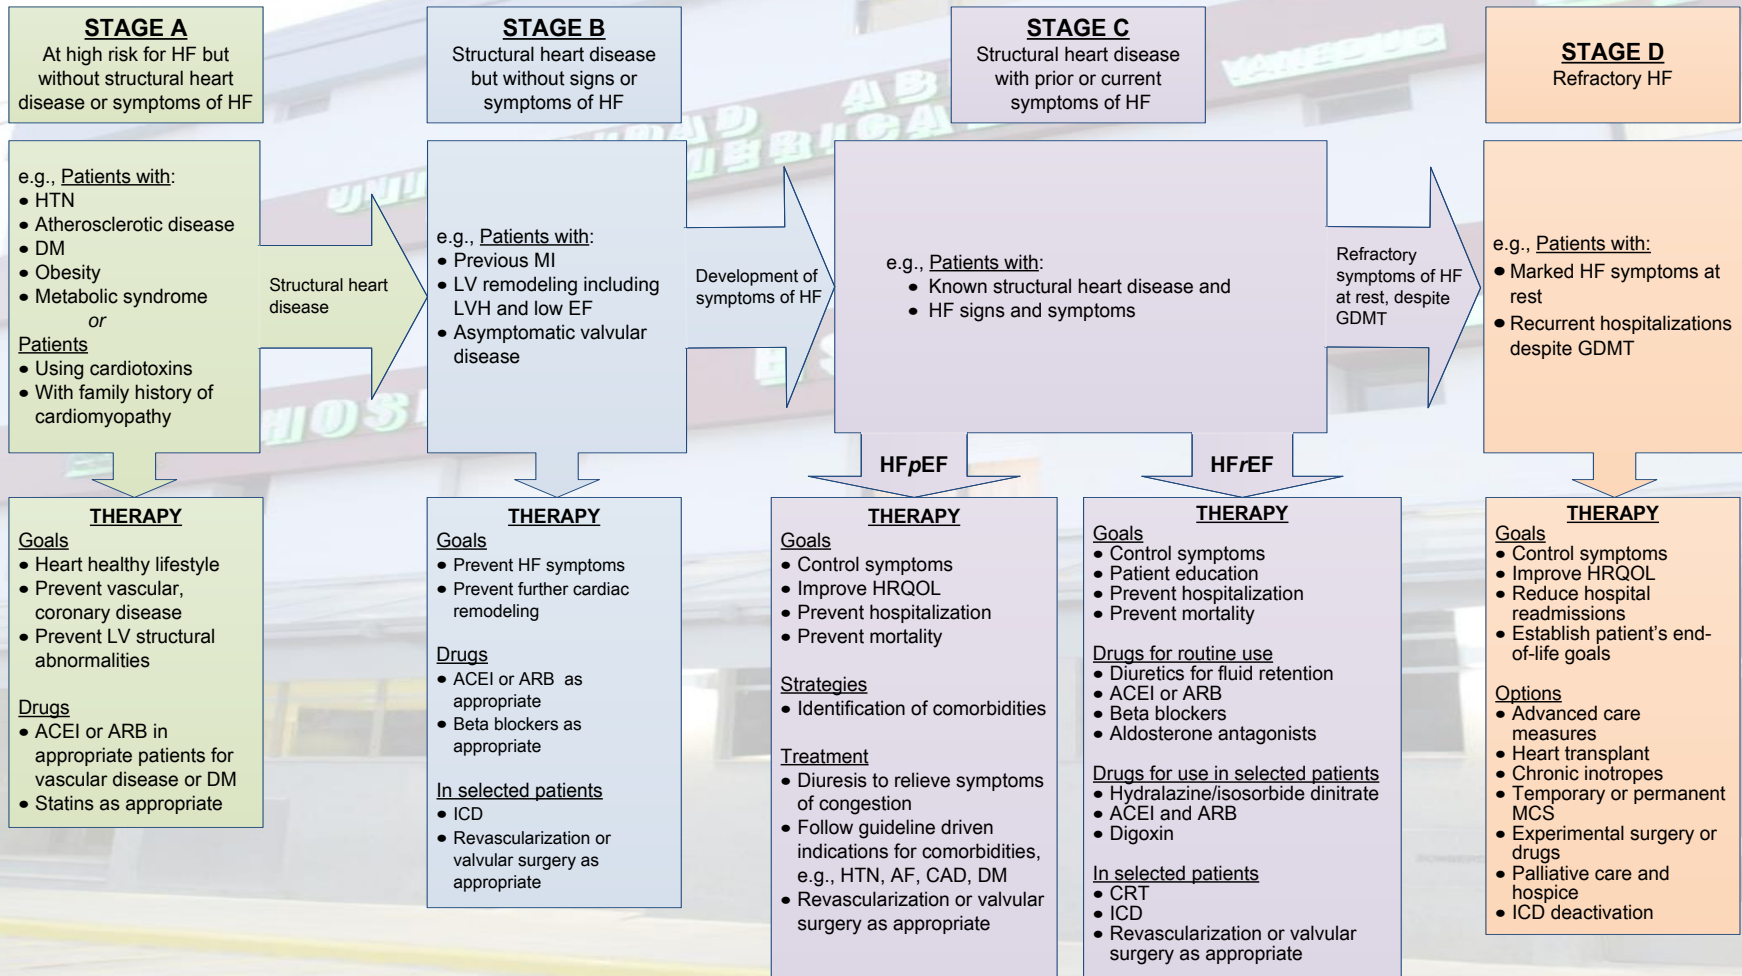 STAGE A
At high risk for HF but
without structural heart
disease or symptoms of HF
STAGE B
Structural heart disease
but without signs or
symptoms of HF
STAGE C
Structural heart disease
with prior or current
symptoms of HF
STAGE D
Refractory HF
e.g., Patients with:
• HTN
• Atherosclerotic disease
• DM
• Obesity
• Metabolic syndrome
or
Patients
• Using cardiotoxins
• With family history of
cardiomyopathy
Structural heart
disease
e.g., Patients with:
• Previous MI
• LV remodeling including
LVH and low EF
• Asymptomatic valvular
disease
Development of
symptoms of HF
e.g., Patients with:
• Known structural heart disease and
• HF signs and symptoms
Refractory
symptoms of HF
at rest, despite
GDMT
e.g., Patients with:
• Marked HF symptoms at
rest
• Recurrent hospitalizations
despite GDMT
HFpEF
HFrEF
THERAPY
Goals
• Heart healthy lifestyle
• Prevent vascular,
coronary disease
• Prevent LV structural
abnormalities
Drugs
• ACEI or ARB in
appropriate patients for
vascular disease or DM
• Statins as appropriate
THERAPY
Goals
• Prevent HF symptoms
• Prevent further cardiac
remodeling
Drugs
• ACEI or ARB as
appropriate
• Beta blockers as
appropriate
In selected patients
• ICD
• Revascularization or
valvular surgery as
appropriate
THERAPY
Goals
• Control symptoms
• Improve HRQOL
• Prevent hospitalization
• Prevent mortality
Strategies
• Identification of comorbidities
Treatment
• Diuresis to relieve symptoms
of congestion
• Follow guideline driven
indications for comorbidities,
e.g., HTN, AF, CAD, DM
• Revascularization or valvular
surgery as appropriate
THERAPY
Goals
• Control symptoms
• Patient education
• Prevent hospitalization
• Prevent mortality
Drugs for routine use
• Diuretics for fluid retention
• ACEI or ARB
• Beta blockers
• Aldosterone antagonists
Drugs for use in selected patients
• Hydralazine/isosorbide dinitrate
• ACEI and ARB
• Digoxin
In selected patients
• CRT
• ICD
• Revascularization or valvular
surgery as appropriate
THERAPY
Goals
• Control symptoms
• Improve HRQOL
• Reduce hospital
readmissions
• Establish patient's end-
of-life goals
Options
• Advanced care
measures
• Heart transplant
• Chronic inotropes
• Temporary or permanent
MCS
• Experimental surgery or
drugs
• Palliative care and
hospice
• ICD deactivation